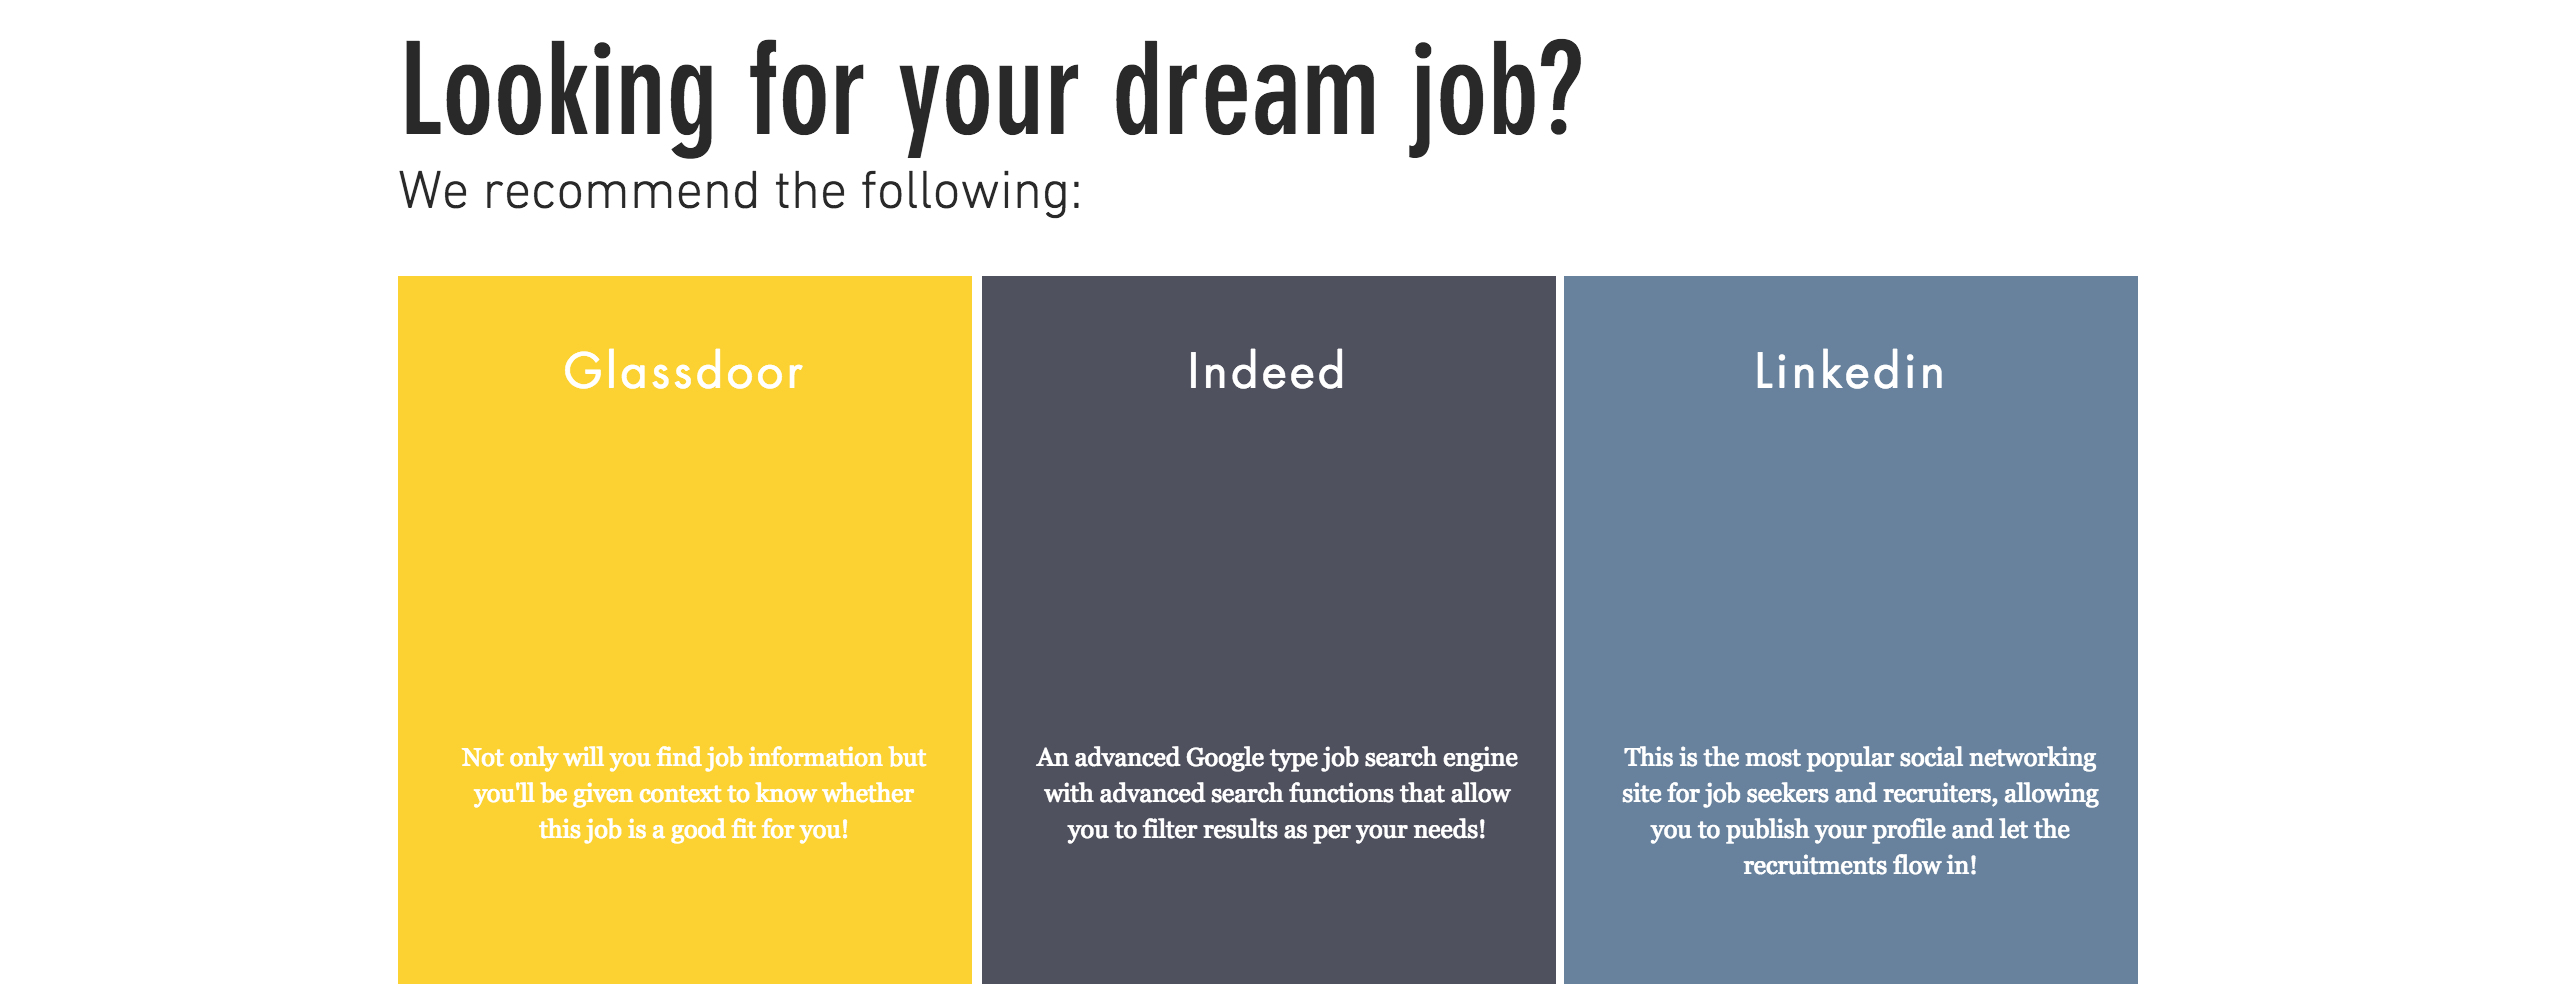 Looking for your dream job?
We recommend the following:
Glassdoor
Not only will you find job information but
you'll be given context to know whether
this job is a good fit for you!
Indeed
An advanced Google type job search engine
with advanced search functions that allow
you to filter results as per your needs!
Linkedin
This is the most popular social networking
site for job seekers and recruiters, allowing
you to publish your profile and let the
recruitments flow in!